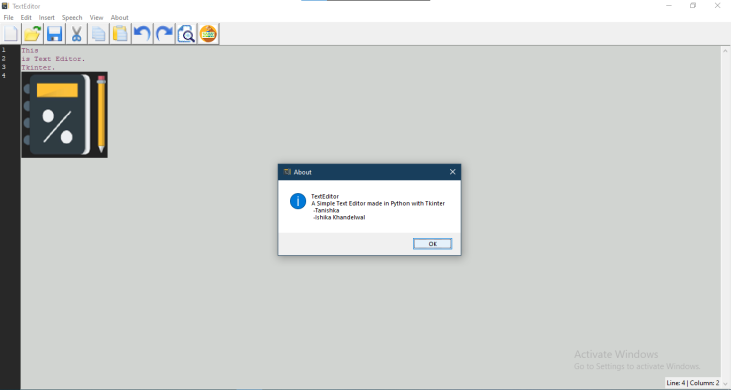 TextEditor
File Edit Insert Speech View About
1 This
2 is Text Editor.
3 Tkinter.
4
About
TextEditor
A Simple Text Editor made in Python with Tkinter
-Tanishka
-Ishika Khandelwal
OK
Activate Windows
Go to Settings to activate Windows.
Line: 4 | Column: 2